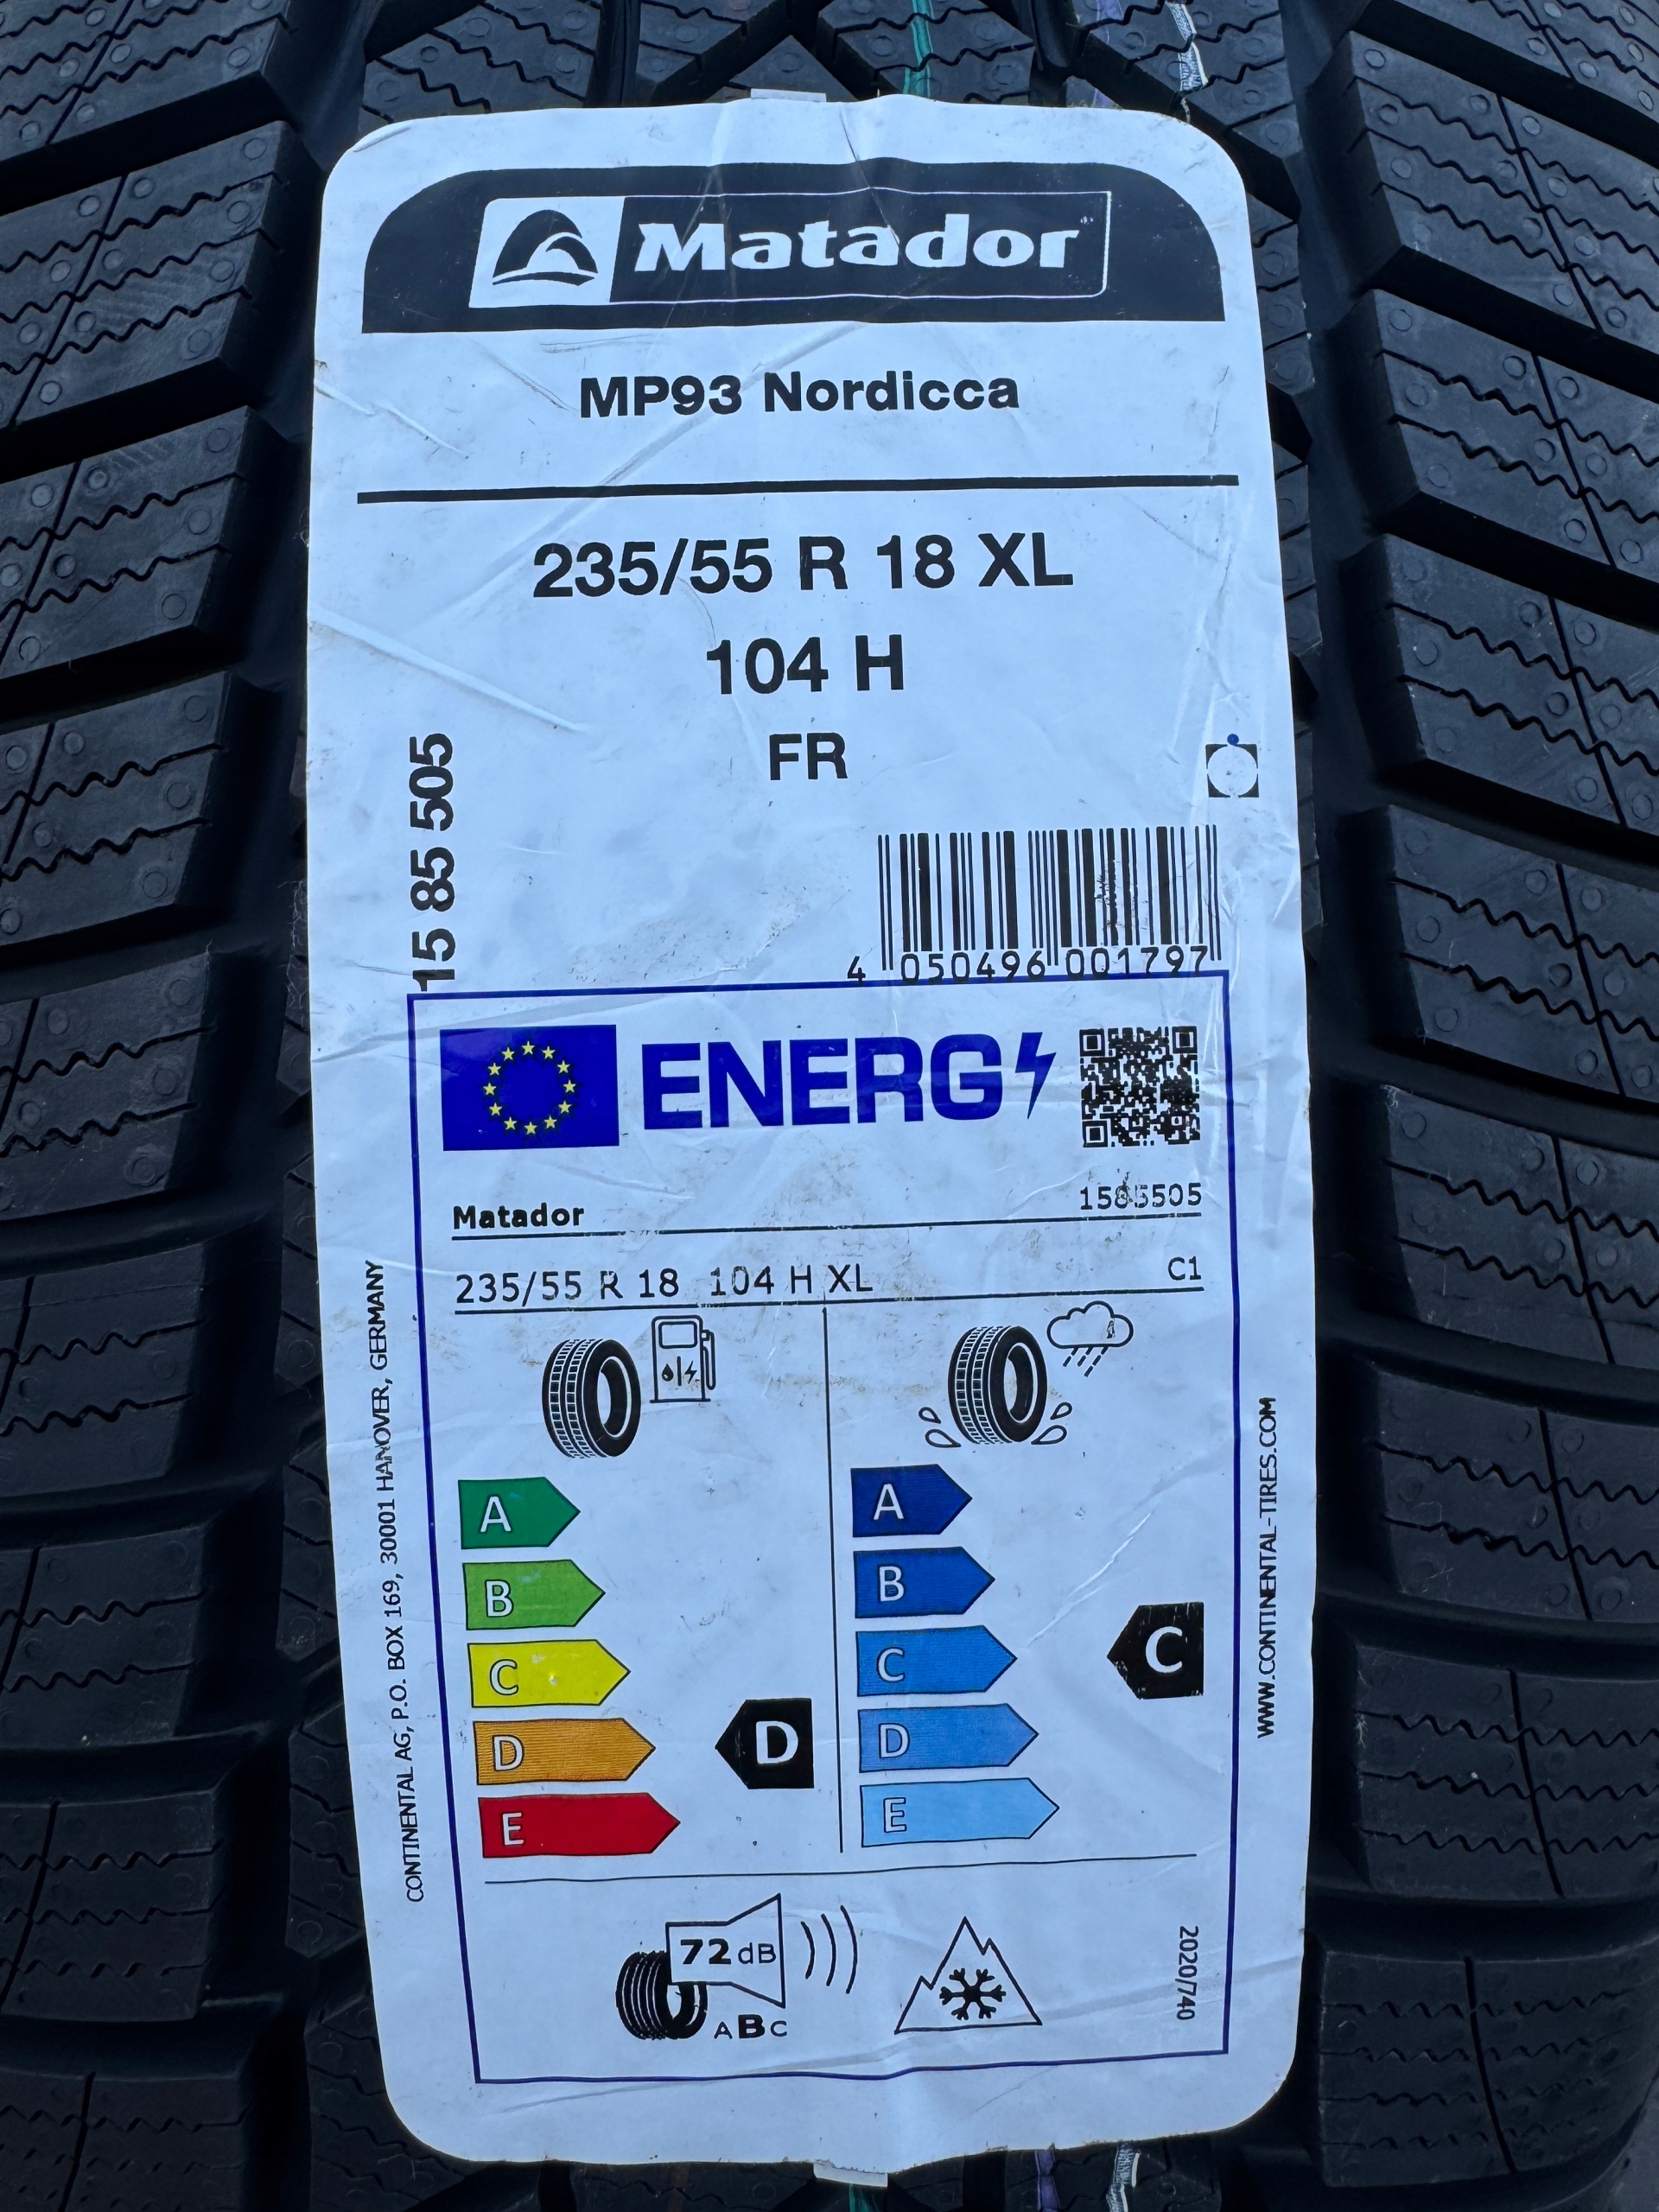 Matador
MP93 Nordicca
235/55 R 18 XL
104 H
FR
15 85 505
4 050496 001797
ENERG
Matador
1585505
235/55 R 18 104 H XL
C1
A
B
C
D
E
D
A
B
C
D
E
C
72 dB
ABC
2020/740
CONTINENTAL AG, P.O. BOX 169, 30001 HANOVER, GERMANY
WWW.CONTINENTAL-TIRES.COM